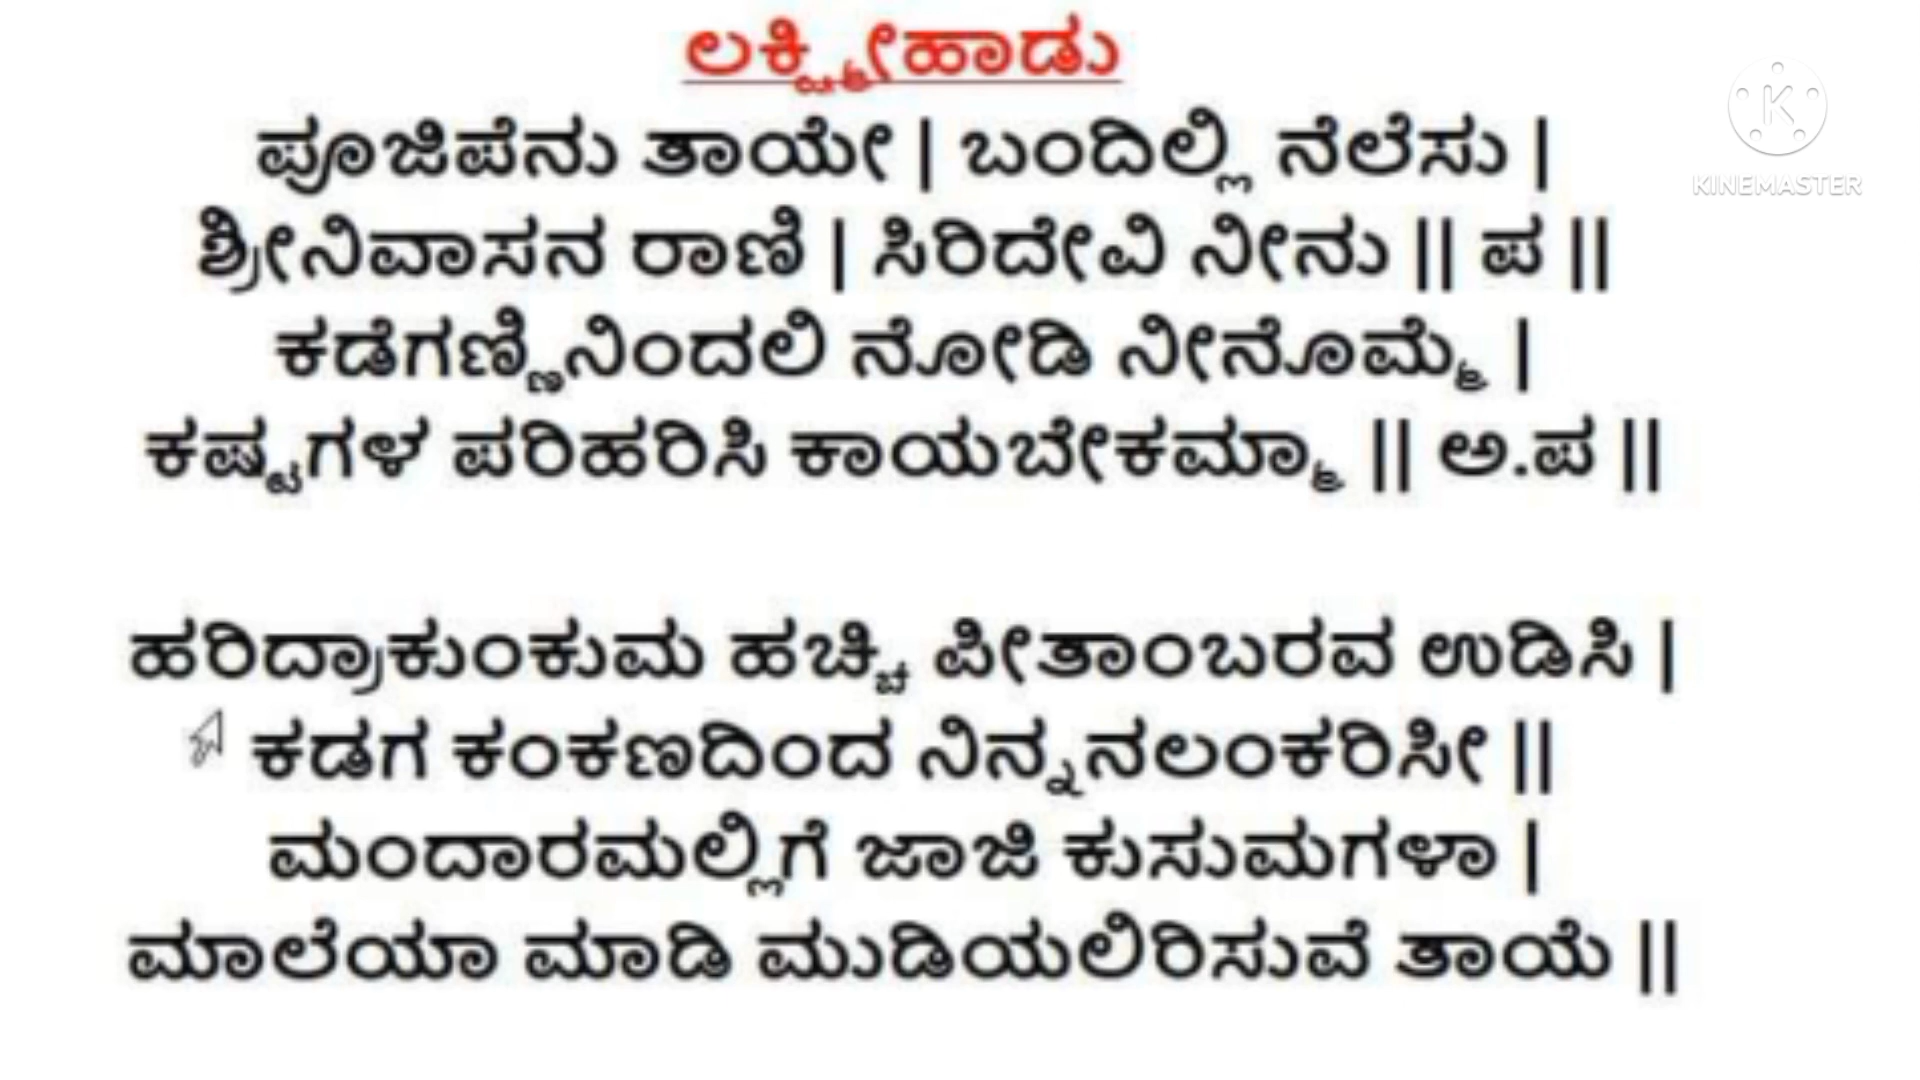 ಲಕ್ಷ್ಮೀಹಾಡು
ಪೂಜಿಪೆನು ತಾಯೇ | ಬಂದಿಲ್ಲಿ ನೆಲೆಸು |
ಶ್ರೀನಿವಾಸನ ರಾಣಿ | ಸಿರಿದೇವಿ ನೀನು || ಪ ||
ಕಡೆಗಣ್ಣಿನಿಂದಲಿ ನೋಡಿ ನೀನೊಮ್ಮೆ |
ಕಷ್ಟಗಳ ಪರಿಹರಿಸಿ ಕಾಯಬೇಕಮ್ಮಾ || ಅ.ಪ ||
ಹರಿದ್ರಾಕುಂಕುಮ ಹಚ್ಚಿ ಪೀತಾಂಬರವ ಉಡಿಸಿ |
ಕಡಗ ಕಂಕಣದಿಂದ ನಿನ್ನನಲಂಕರಿಸೀ ||
ಮಂದಾರಮಲ್ಲಿಗೆ ಜಾಜಿ ಕುಸುಮಗಳಾ |
ಮಾಲೆಯಾ ಮಾಡಿ ಮುಡಿಯಲಿರಿಸುವೆ ತಾಯೆ ||
K
KINEMASTER